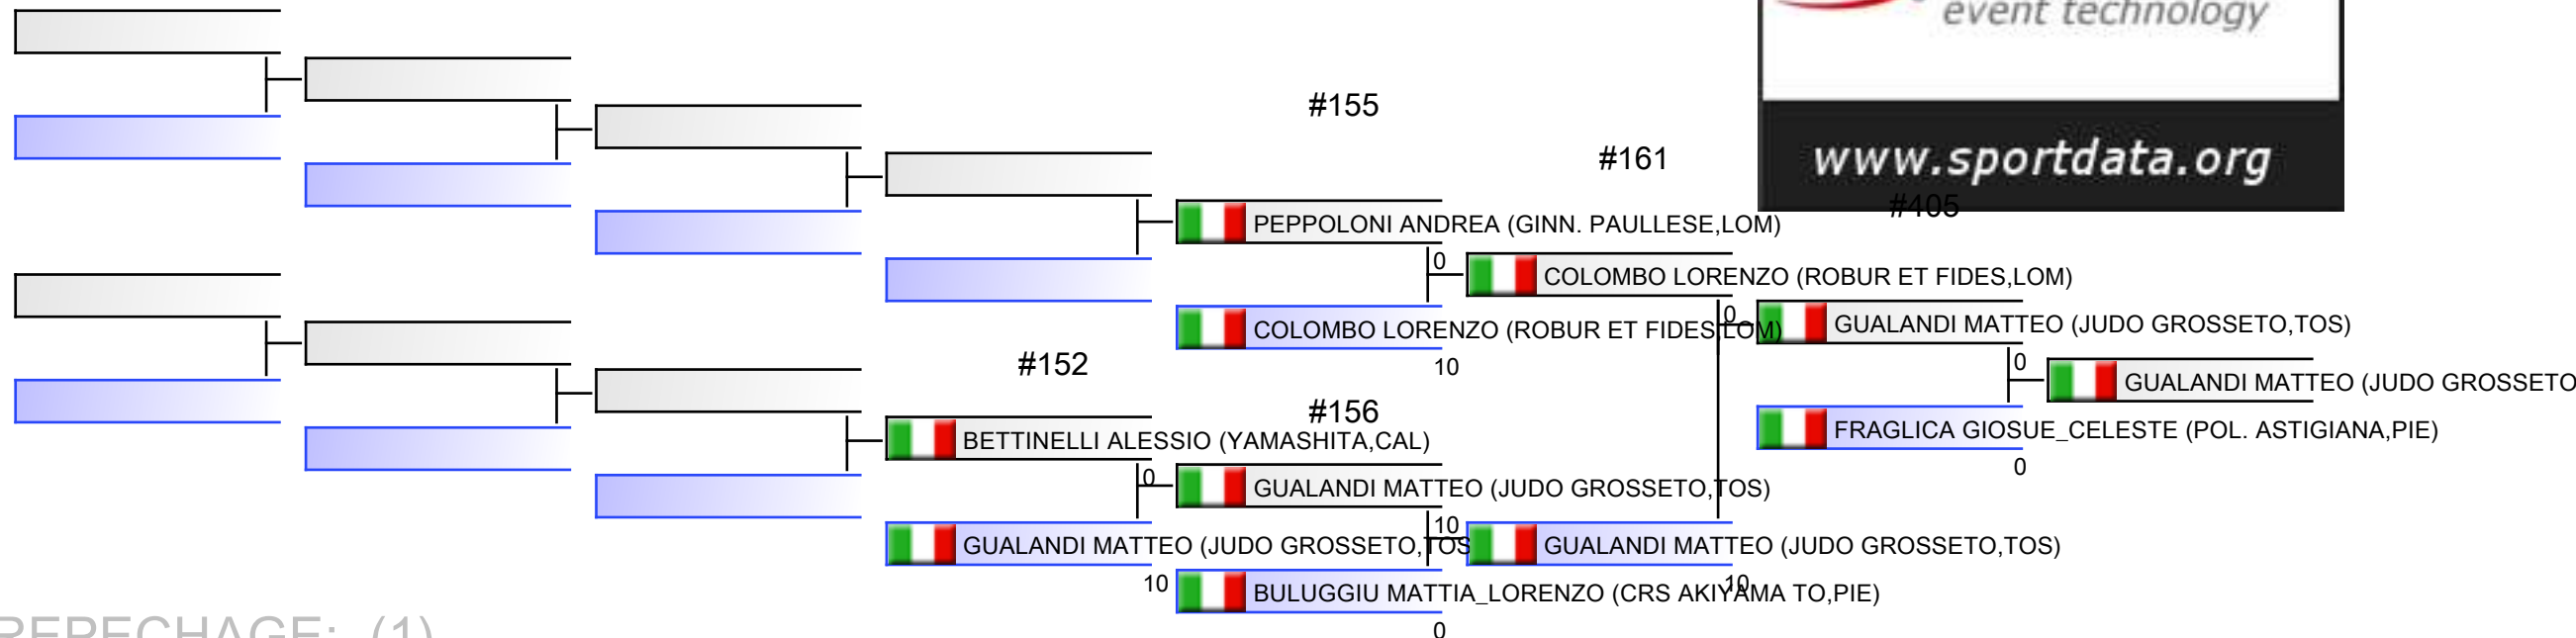 event technology
www.sportdata.org
#155
#161
#405
PEPPOLONI ANDREA (GINN. PAULLESE,LOM)
0
COLOMBO LORENZO (ROBUR ET FIDES,LOM)
0
COLOMBO LORENZO (ROBUR ET FIDES,LOM)
10
GUALANDI MATTEO (JUDO GROSSETO,TOS)
0
GUALANDI MATTEO (JUDO GROSSETO
FRAGLICA GIOSUE_CELESTE (POL. ASTIGIANA,PIE)
0
#152
#156
BETTINELLI ALESSIO (YAMASHITA,CAL)
0
GUALANDI MATTEO (JUDO GROSSETO,TOS)
10
GUALANDI MATTEO (JUDO GROSSETO,TOS
10
GUALANDI MATTEO (JUDO GROSSETO,TOS)
10
BULUGGIU MATTIA_LORENZO (CRS AKIYAMA TO,PIE)
0
REPECHAGE: (1)